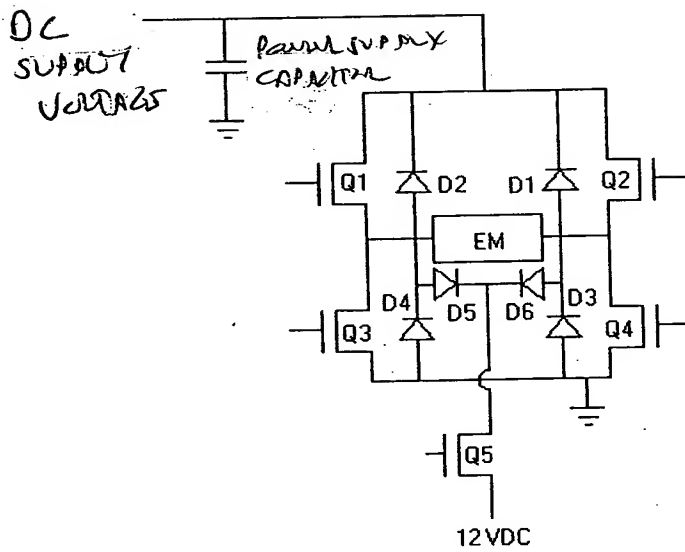 DC
SUPPLY
VOLTAGE
POWER SUPPLY
CAPACITOR
Q1
D2
D1
Q2
EM
D4
D5
D6
D3
Q3
Q4
Q5
12VDC